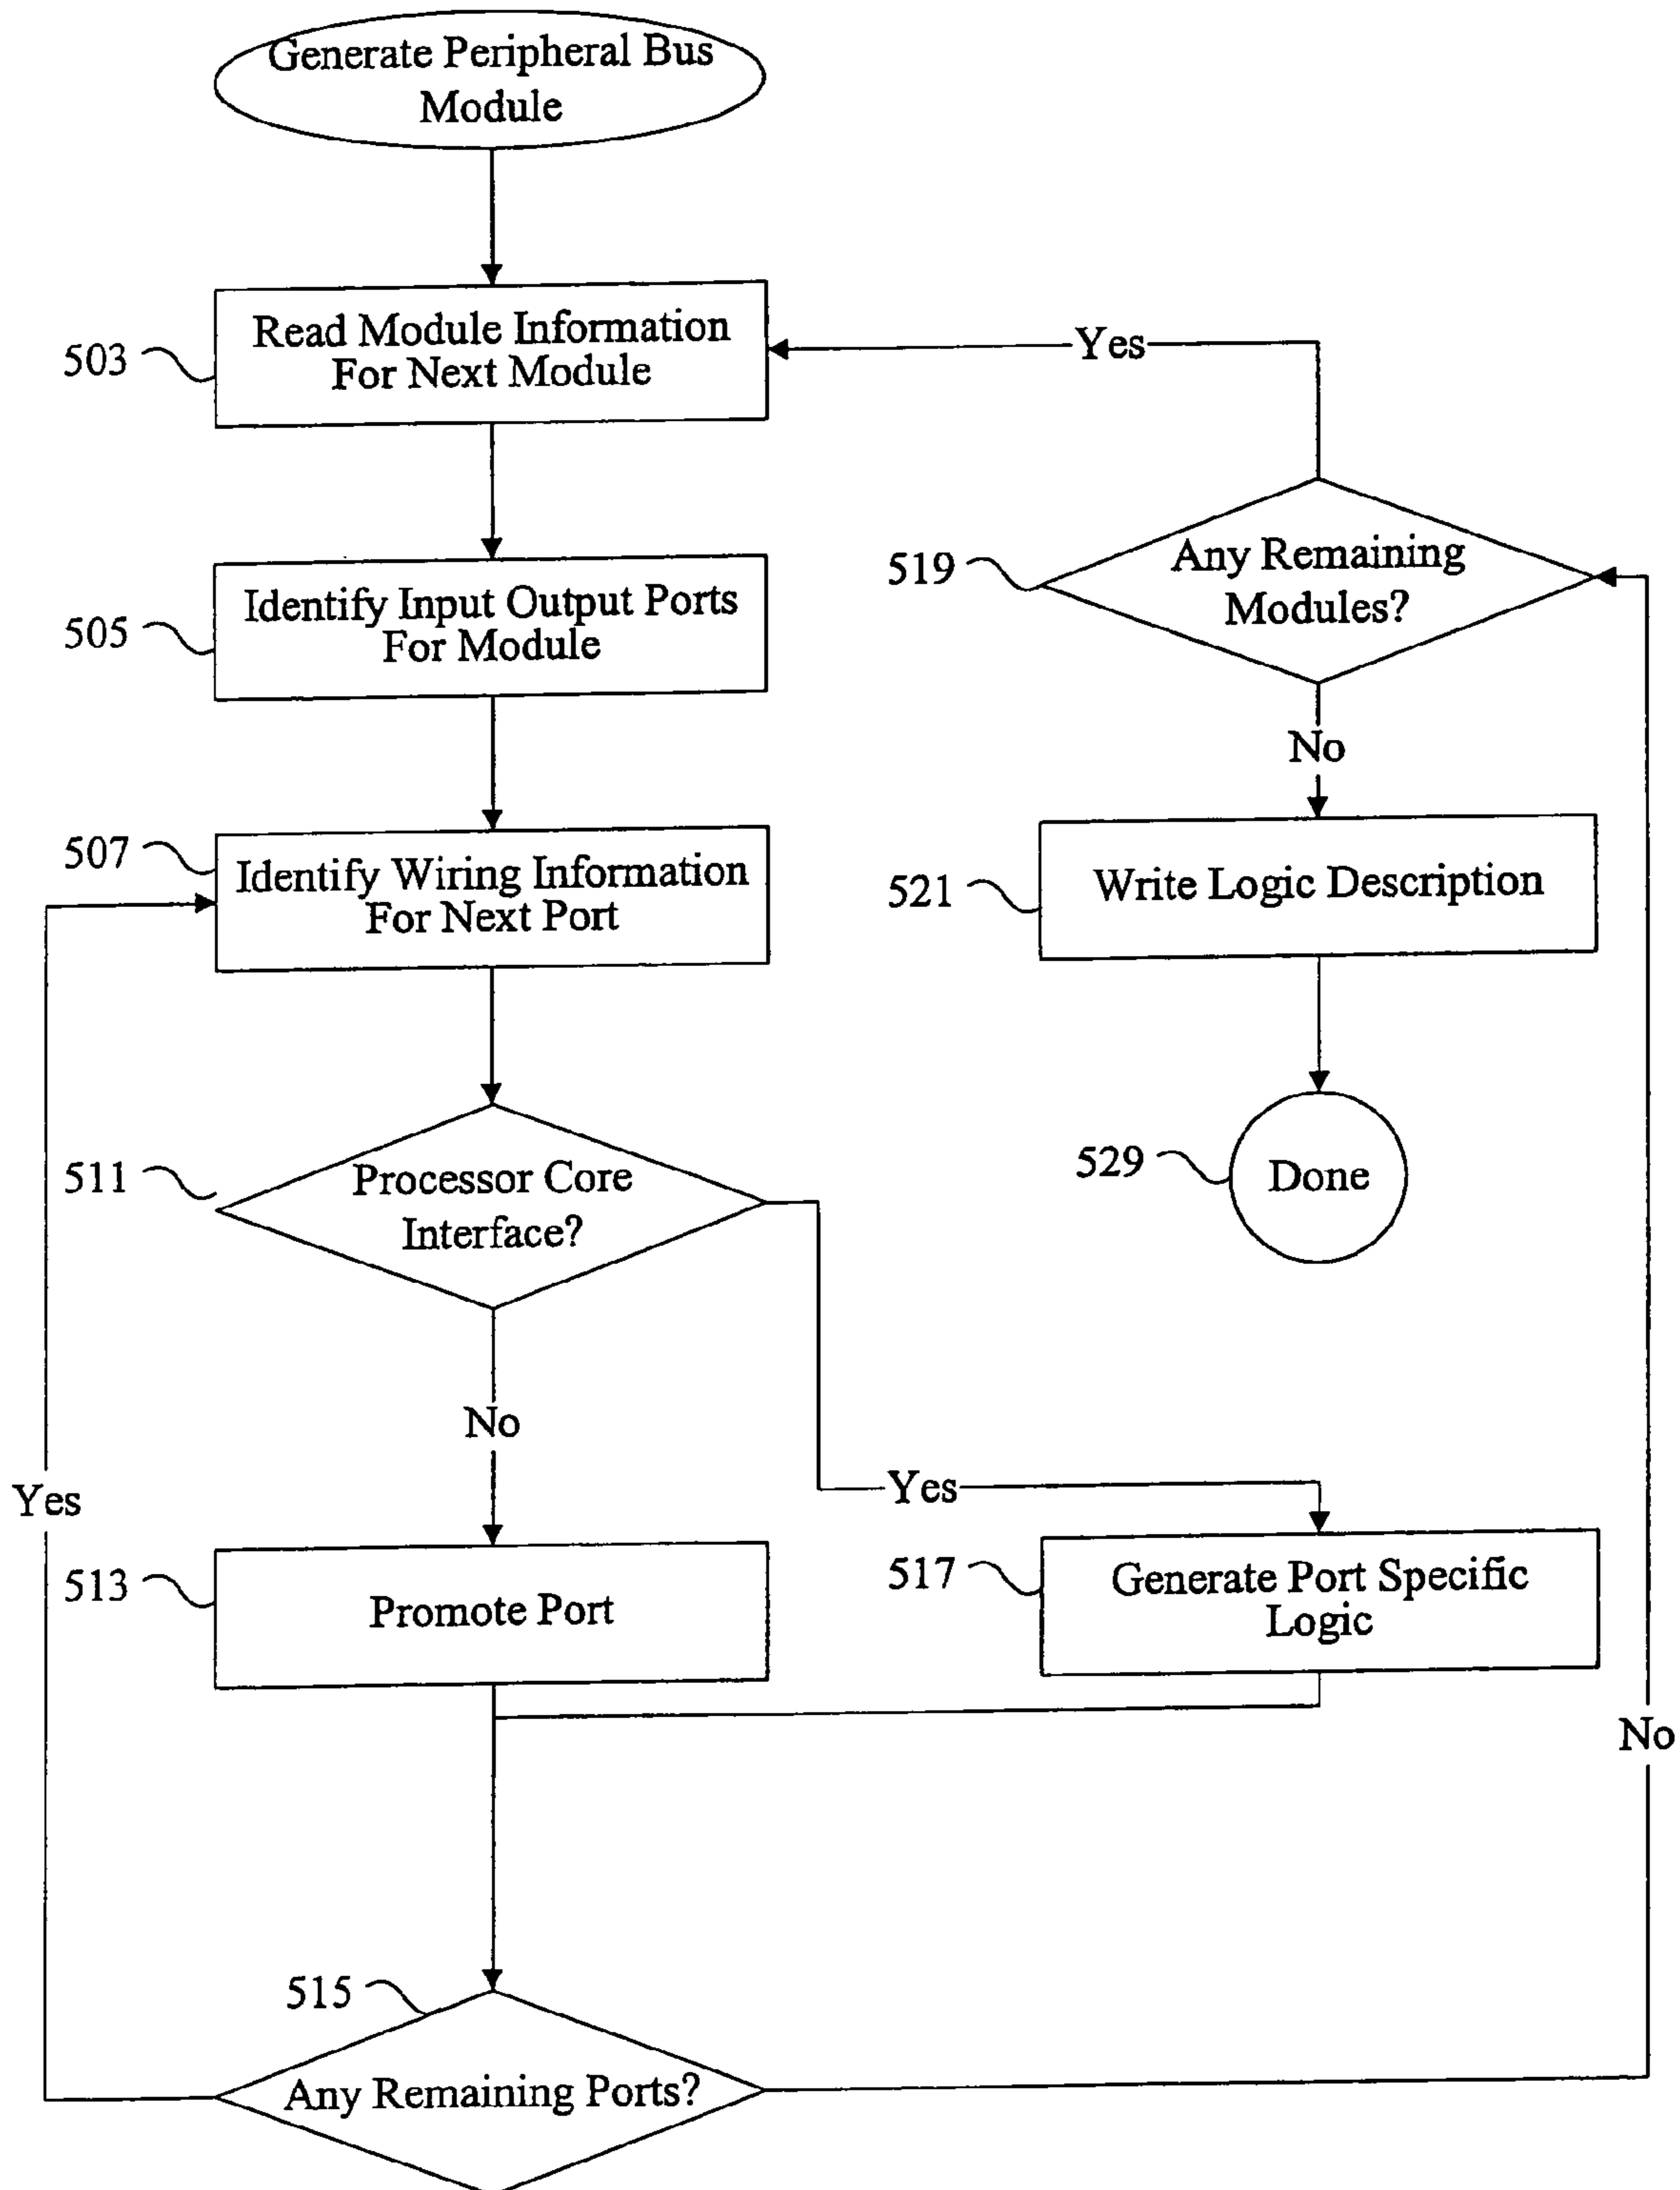 Generate Peripheral Bus
Module
503
Read Module Information
For Next Module
Yes
505
Identify Input Output Ports
For Module
519
Any Remaining
Modules?
No
507
Identify Wiring Information
For Next Port
521
Write Logic Description
511
Processor Core
Interface?
529
Done
No
Yes
Yes
513
Promote Port
517
Generate Port Specific
Logic
No
515
Any Remaining Ports?